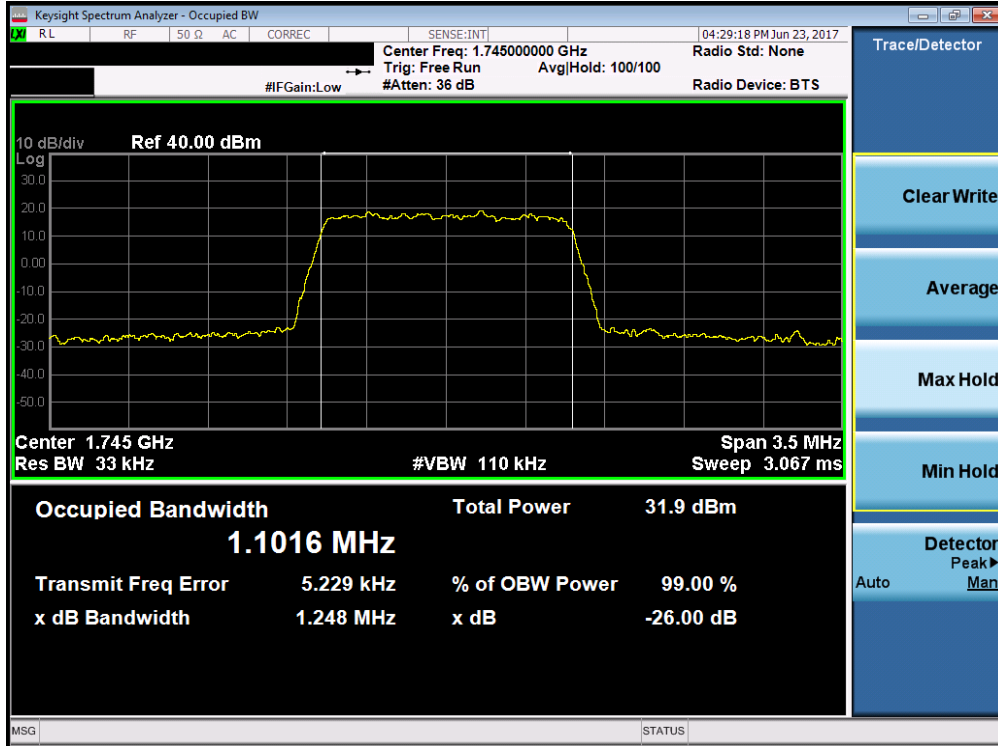 Keysight Spectrum Analyzer - Occupied BW
LXI RL RF 50 Ω AC CORREC SENSE:INT 04:29:18 PM Jun 23, 2017
Center Freq: 1.745000000 GHz Radio Std: None
Trig: Free Run Avg|Hold: 100/100
#IFGain:Low #Atten: 36 dB Radio Device: BTS
10 dB/div Ref 40.00 dBm
Log
30.0
20.0
10.0
0.00
-10.0
-20.0
-30.0
-40.0
-50.0
Center 1.745 GHz Span 3.5 MHz
Res BW 33 kHz #VBW 110 kHz Sweep 3.067 ms
Occupied Bandwidth Total Power 31.9 dBm
1.1016 MHz
Transmit Freq Error 5.229 kHz % of OBW Power 99.00 %
x dB Bandwidth 1.248 MHz x dB -26.00 dB
MSG STATUS
Trace/Detector
Clear Write
Average
Max Hold
Min Hold
Detector
Peak▶
Auto Man